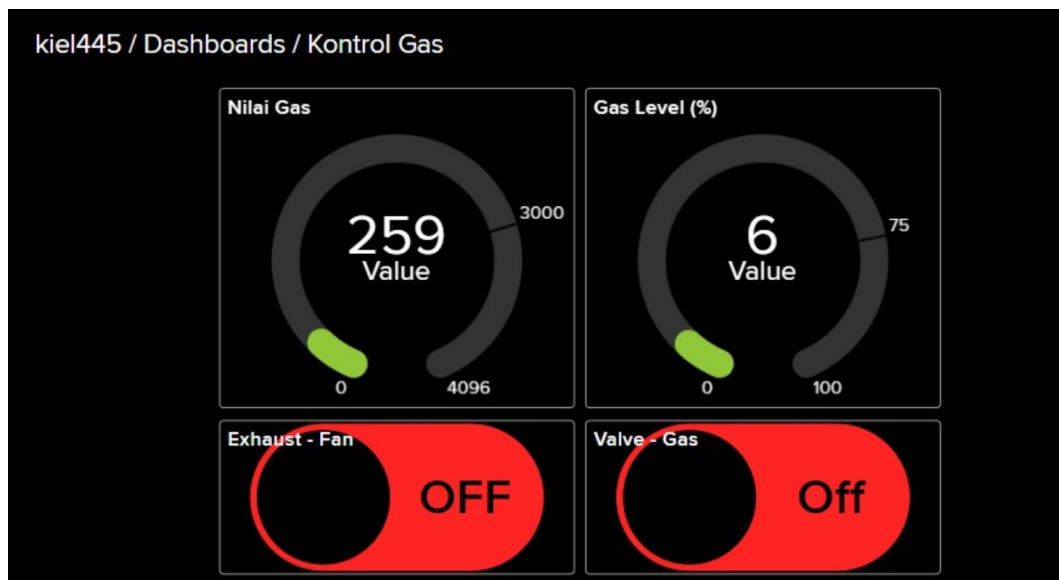 kiel445 / Dashboards / Kontrol Gas
Nilai Gas
3000
259
Value
0
4096
Gas Level (%)
75
6
Value
0
100
Exhaust - Fan
OFF
Valve - Gas
Off